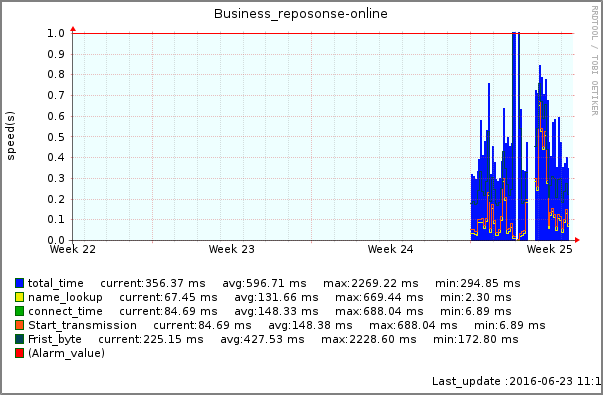 Business_reposonse-online
RRDTOOL / TOBI OETIKER
speed(s)
1.0
0.9
0.8
0.7
0.6
0.5
0.4
0.3
0.2
0.1
0.0
Week 22 Week 23 Week 24 Week 25
total_time current:356.37 ms avg:596.71 ms max:2269.22 ms min:294.85 ms
name_lookup current:67.45 ms avg:131.66 ms max:669.44 ms min:2.30 ms
connect_time current:84.69 ms avg:148.33 ms max:688.04 ms min:6.89 ms
Start_transmission current:84.69 ms avg:148.38 ms max:688.04 ms min:6.89 ms
Frist_byte current:225.15 ms avg:427.53 ms max:2228.60 ms min:172.80 ms
(Alarm_value)
Last_update :2016-06-23 11:1